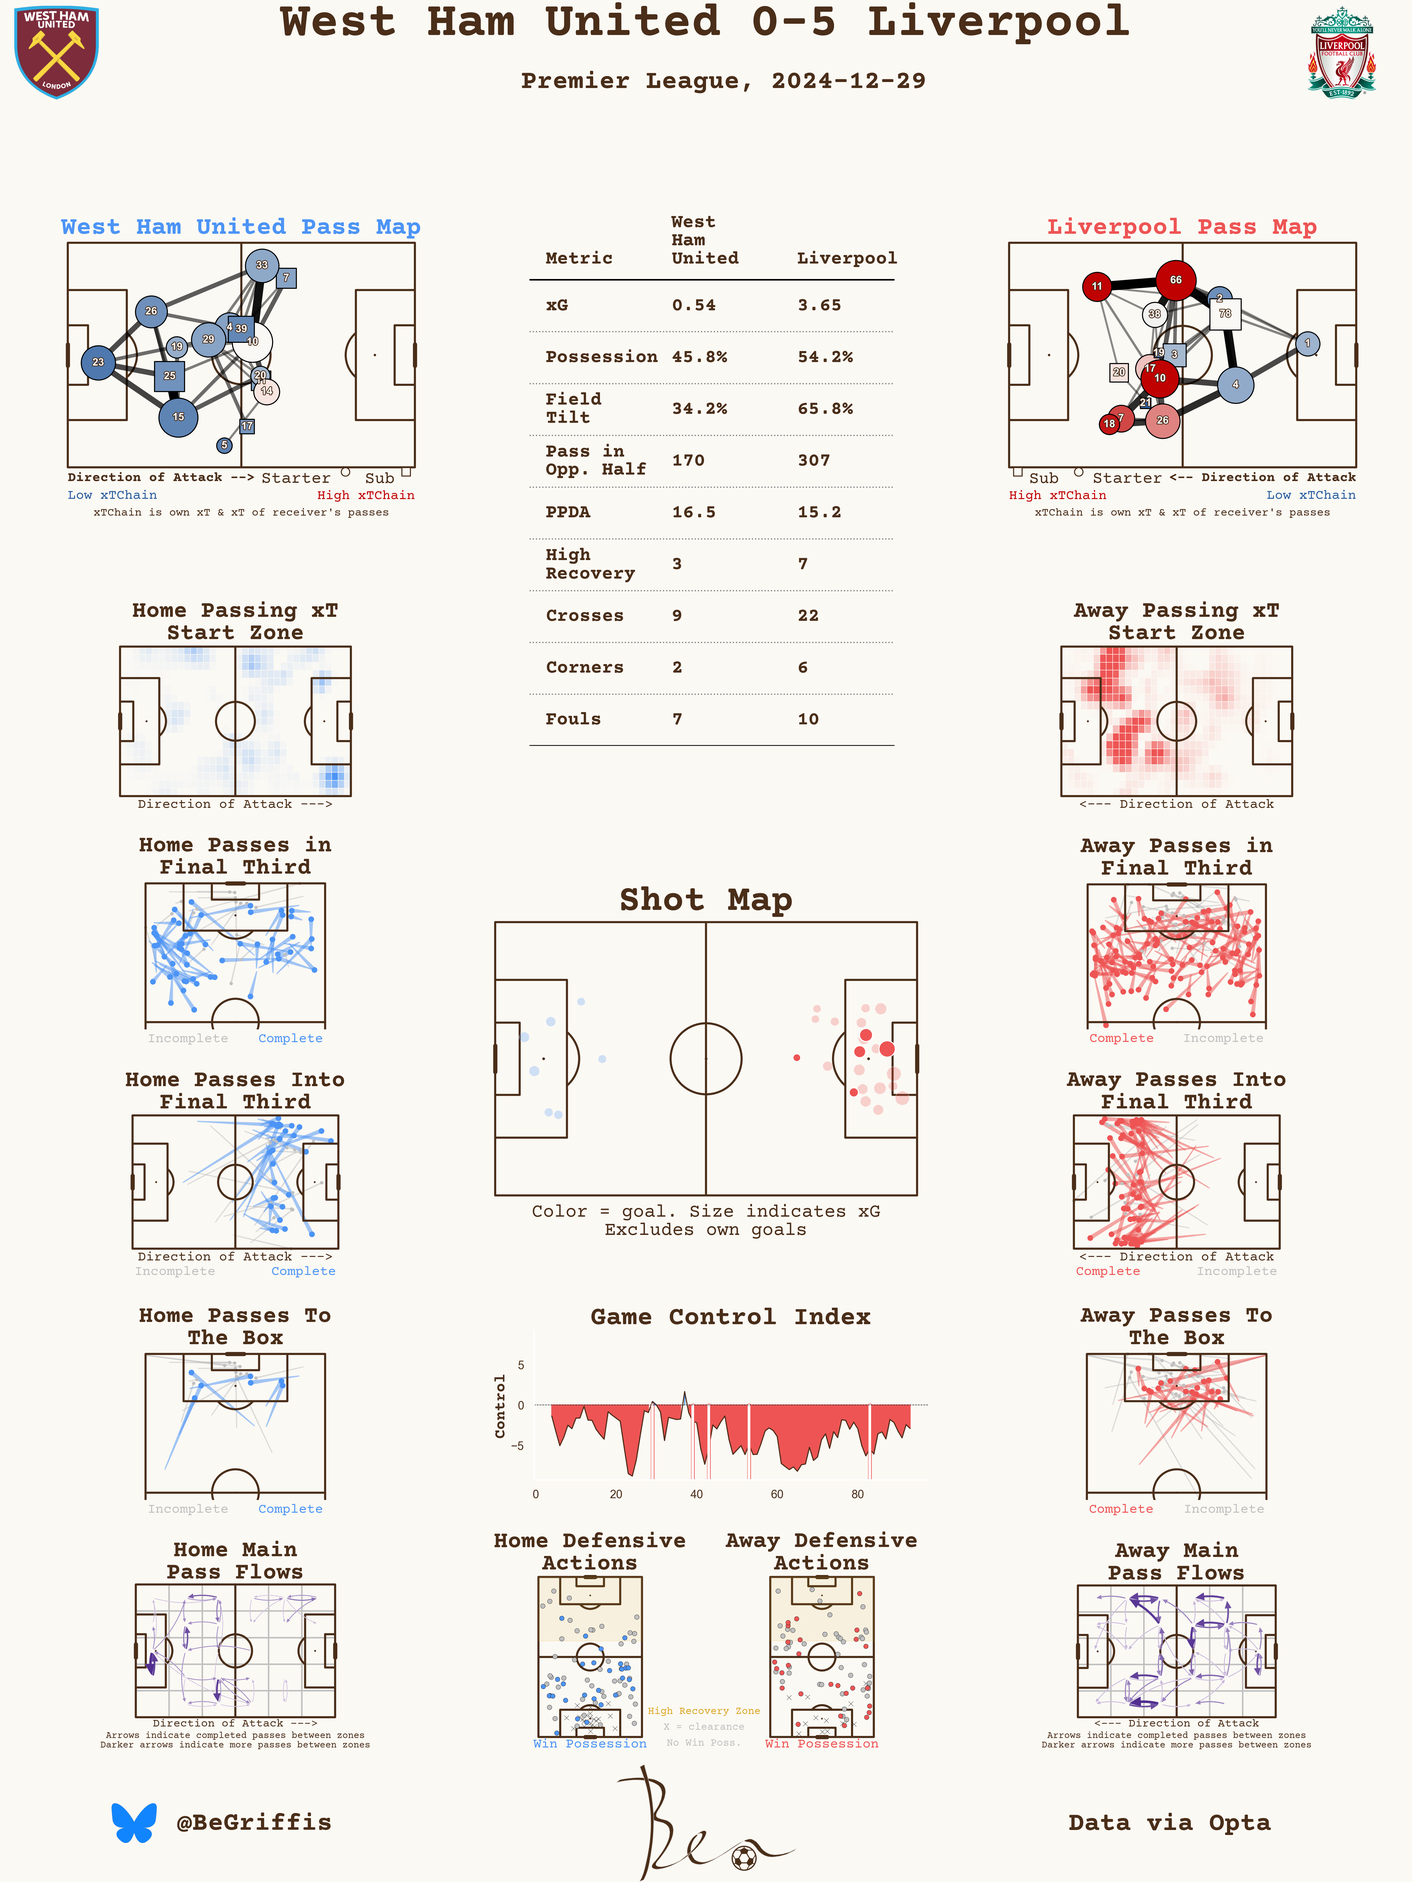 West Ham United 0-5 Liverpool
Premier League, 2024-12-29
WEST HAM
UNITED
LONDON
YOU'LL NEVER WALK ALONE
LIVERPOOL
FOOTBALL CLUB
EST·1892
West Ham United Pass Map
33
7
26
4
39
10
29
19
23
25
20
11
14
15
17
5
Direction of Attack --> Starter Sub
Low xTChain High xTChain
xTChain is own xT & xT of receiver's passes
Metric West Ham United Liverpool
xG 0.54 3.65
Possession 45.8% 54.2%
Field Tilt 34.2% 65.8%
Pass in Opp. Half 170 307
PPDA 16.5 15.2
High Recovery 3 7
Crosses 9 22
Corners 2 6
Fouls 7 10
Liverpool Pass Map
11
66
2
38
78
1
19
3
20
17
10
4
21
7
18
26
Sub Starter <-- Direction of Attack
High xTChain Low xTChain
xTChain is own xT & xT of receiver's passes
Home Passing xT
Start Zone
Direction of Attack --->
Away Passing xT
Start Zone
<--- Direction of Attack
Home Passes in
Final Third
Incomplete Complete
Away Passes in
Final Third
Complete Incomplete
Shot Map
Color = goal. Size indicates xG
Excludes own goals
Home Passes Into
Final Third
Direction of Attack --->
Incomplete Complete
Away Passes Into
Final Third
<--- Direction of Attack
Complete Incomplete
Home Passes To
The Box
Incomplete Complete
Game Control Index
Control
5
0
−5
0 20 40 60 80
Away Passes To
The Box
Complete Incomplete
Home Main
Pass Flows
Direction of Attack --->
Arrows indicate completed passes between zones
Darker arrows indicate more passes between zones
Home Defensive
Actions
Win Possession
Away Defensive
Actions
Win Possession
High Recovery Zone
X = clearance
No Win Poss.
Away Main
Pass Flows
<--- Direction of Attack
Arrows indicate completed passes between zones
Darker arrows indicate more passes between zones
@BeGriffis
Ben
Data via Opta